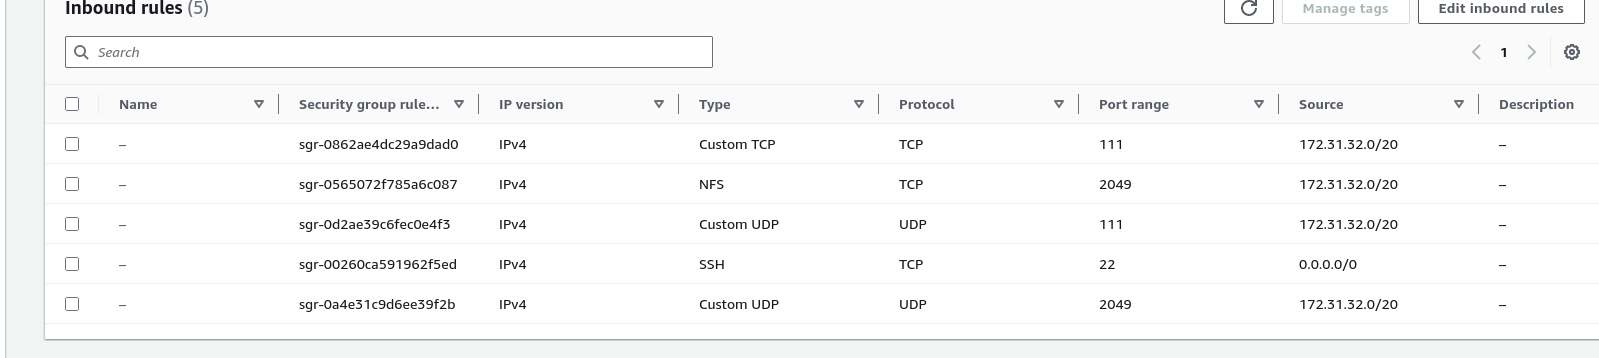 Inbound rules (5)
Manage tags
Edit inbound rules
Search
1
Name Security group rule... IP version Type Protocol Port range Source Description
– sgr-0862ae4dc29a9dad0 IPv4 Custom TCP TCP 111 172.31.32.0/20 –
– sgr-0565072f785a6c087 IPv4 NFS TCP 2049 172.31.32.0/20 –
– sgr-0d2ae39c6fec0e4f3 IPv4 Custom UDP UDP 111 172.31.32.0/20 –
– sgr-00260ca591962f5ed IPv4 SSH TCP 22 0.0.0.0/0 –
– sgr-0a4e31c9d6ee39f2b IPv4 Custom UDP UDP 2049 172.31.32.0/20 –